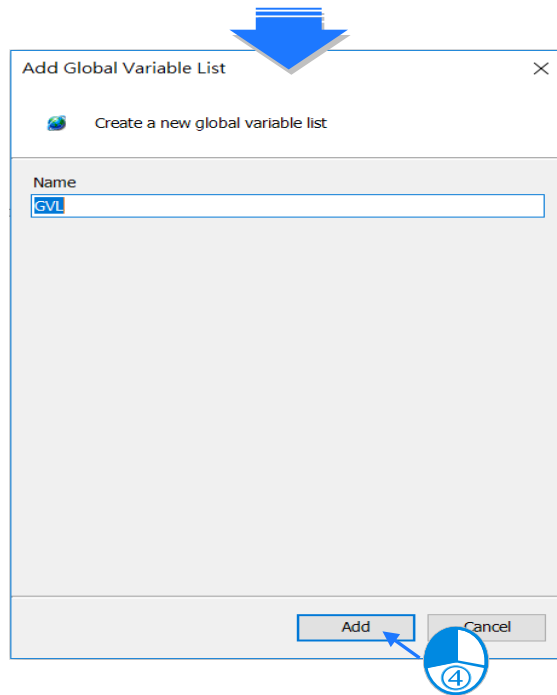 Add Global Variable List
Create a new global variable list
Name
GVL
Add
Cancel
④